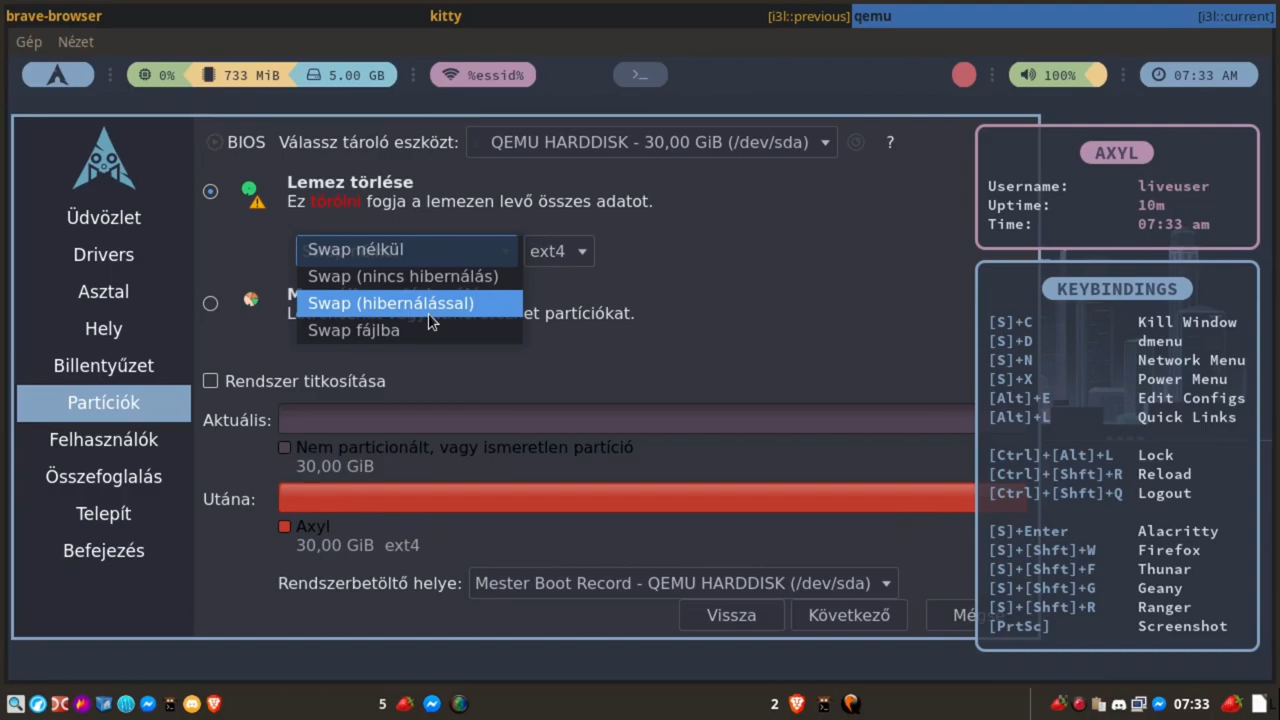 brave-browser
kitty
[i3l::previous]
qemu
[i3l::current]
Gép Nézet
0% 733 MiB 5.00 GB %essid% >_ 100% 07:33 AM
BIOS Válassz tároló eszközt: QEMU HARDDISK - 30,00 GiB (/dev/sda) ?
Lemez törlése
Ez törölni fogja a lemezen levő összes adatot.
Swap nélkül
ext4
Swap (nincs hibernálás)
Swap (hibernálással)
Swap fájlba
partíciókat.
Rendszer titkosítása
Aktuális:
Nem particionált, vagy ismeretlen partíció
30,00 GiB
Utána:
Axyl
30,00 GiB ext4
Rendszerbetöltő helye: Mester Boot Record - QEMU HARDDISK (/dev/sda)
Vissza
Következő
Üdvözlet
Drivers
Asztal
Hely
Billentyűzet
Partíciók
Felhasználók
Összefoglalás
Telepít
Befejezés
AXYL
Username: liveuser
Uptime: 10m
Time: 07:33 am
KEYBINDINGS
[S]+C Kill Window
[S]+D dmenu
[S]+N Network Menu
[S]+X Power Menu
[Alt]+E Edit Configs
[Alt]+L Quick Links
[Ctrl]+[Alt]+L Lock
[Ctrl]+[Shft]+R Reload
[Ctrl]+[Shft]+Q Logout
[S]+Enter Alacritty
[S]+[Shft]+W Firefox
[S]+[Shft]+F Thunar
[S]+[Shft]+G Geany
[S]+[Shft]+R Ranger
[PrtSc] Screenshot
5
2
07:33